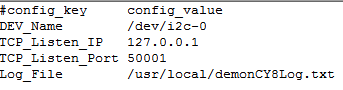 #config_key     config_value
DEV_Name        /dev/i2c-0
TCP_Listen_IP   127.0.0.1
TCP_Listen_Port 50001
Log_File        /usr/local/demonCY8Log.txt